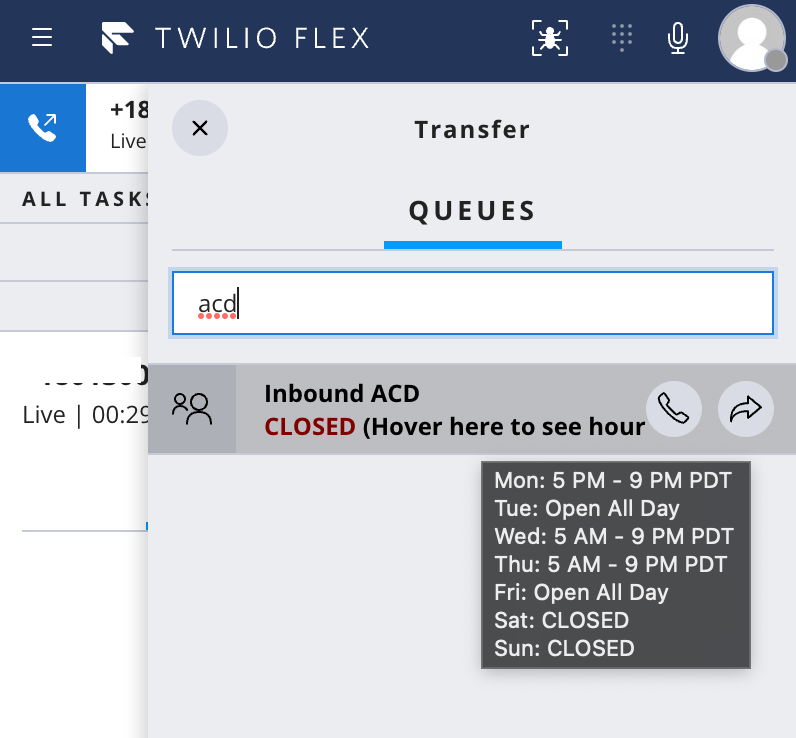 TWILIO FLEX
+18
Live
Transfer
ALL TASKS
QUEUES
acd
Inbound ACD
CLOSED (Hover here to see hour
Live | 00:29
Mon: 5 PM - 9 PM PDT
Tue: Open All Day
Wed: 5 AM - 9 PM PDT
Thu: 5 AM - 9 PM PDT
Fri: Open All Day
Sat: CLOSED
Sun: CLOSED